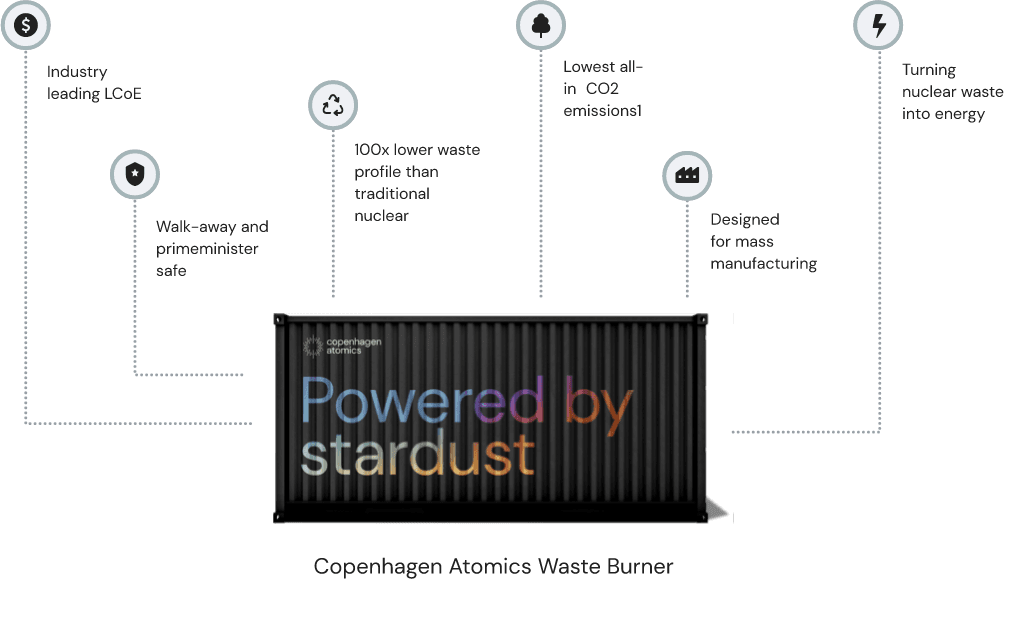 $
Industry
leading LCoE
Walk-away and
primeminister
safe
100x lower waste
profile than
traditional
nuclear
Lowest all-
in CO2
emissions1
Designed
for mass
manufacturing
Turning
nuclear waste
into energy
copenhagen
atomics
Powered by
stardust
Copenhagen Atomics Waste Burner